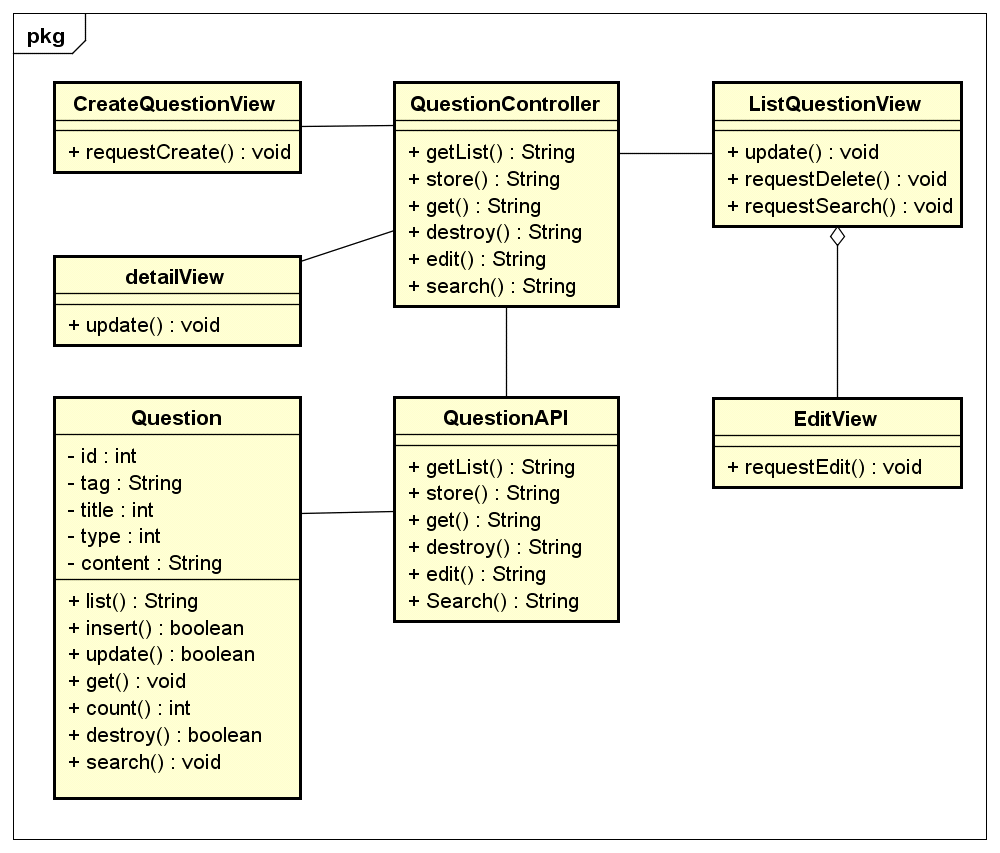 pkg
CreateQuestionView
+ requestCreate() : void
QuestionController
+ getList() : String
+ store() : String
+ get() : String
+ destroy() : String
+ edit() : String
+ search() : String
ListQuestionView
+ update() : void
+ requestDelete() : void
+ requestSearch() : void
detailView
+ update() : void
Question
- id : int
- tag : String
- title : int
- type : int
- content : String
+ list() : String
+ insert() : boolean
+ update() : boolean
+ get() : void
+ count() : int
+ destroy() : boolean
+ search() : void
QuestionAPI
+ getList() : String
+ store() : String
+ get() : String
+ destroy() : String
+ edit() : String
+ Search() : String
EditView
+ requestEdit() : void